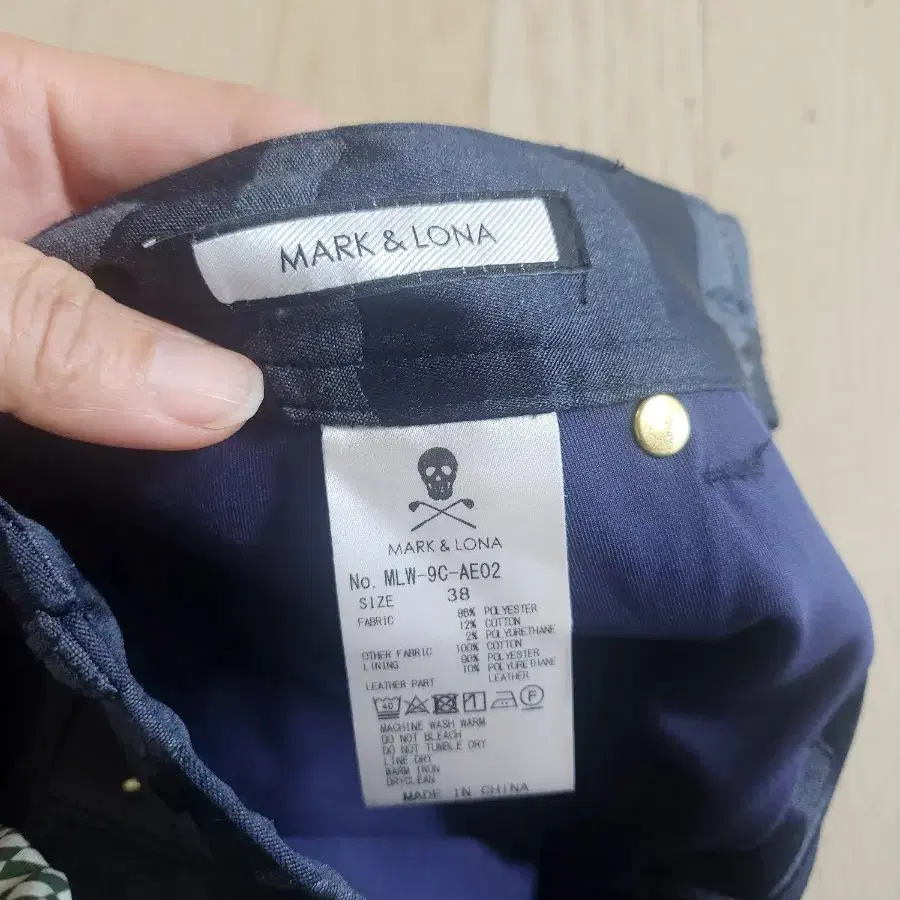 MARK & LONA
MARK & LONA
No. MLW-9C-AE02
SIZE 38
FABRIC 86% POLYESTER
12% COTTON
2% POLYURETHANE
OTHER FABRIC 100% COTTON
LINING 90% POLYESTER
10% POLYURETHANE
LEATHER PART LEATHER
40 F
MACHINE WASH WARM
DO NOT BLEACH
DO NOT TUMBLE DRY
LINE DRY
WARM IRON
DRYCLEAN
MADE IN CHINA